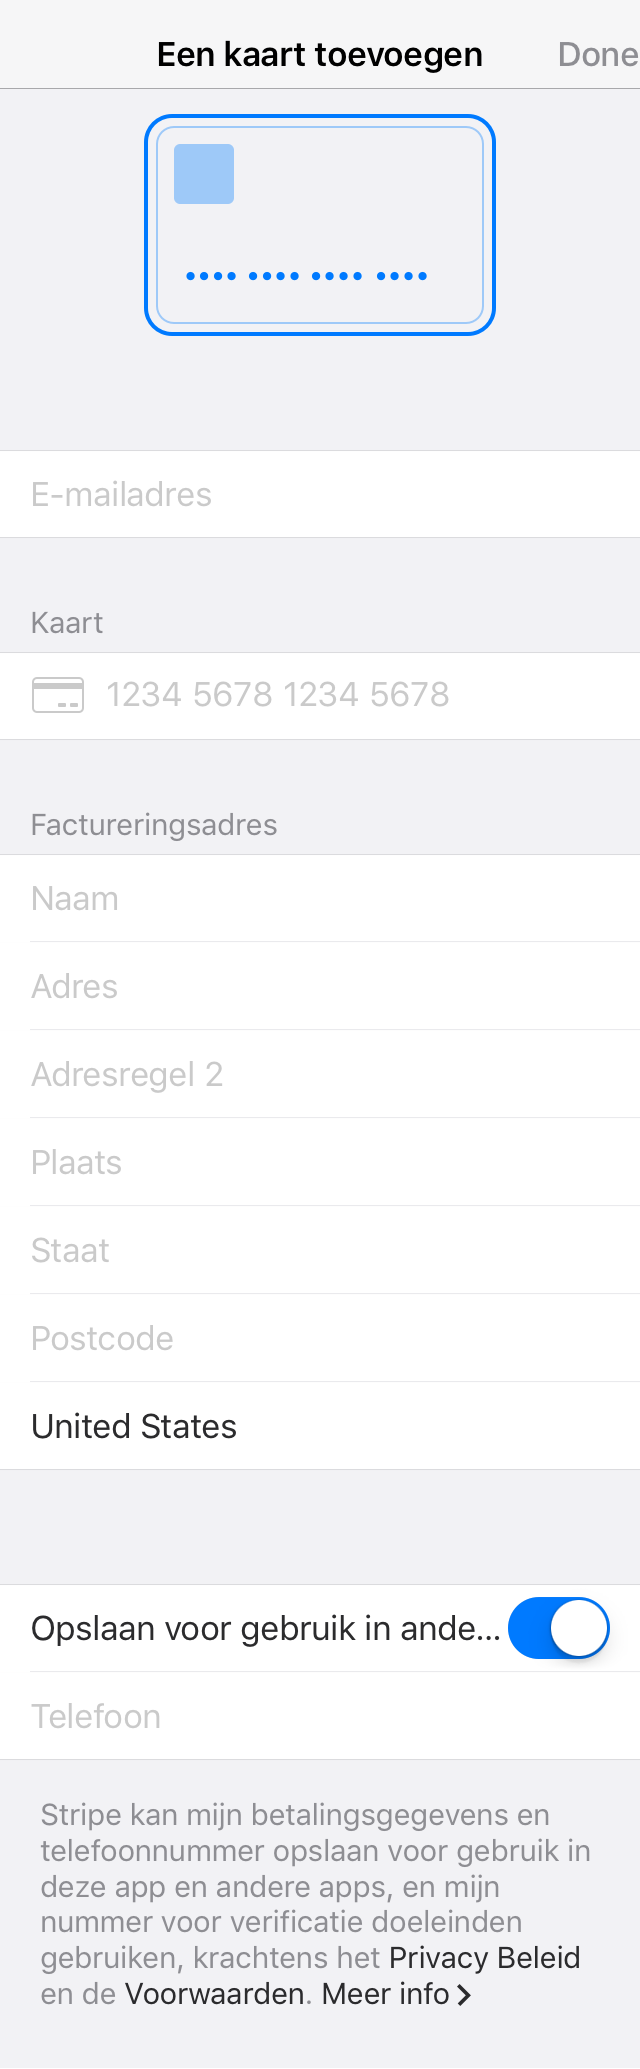 Een kaart toevoegen Done
•••• •••• •••• ••••
E-mailadres
Kaart
1234 5678 1234 5678
Factureringsadres
Naam
Adres
Adresregel 2
Plaats
Staat
Postcode
United States
Opslaan voor gebruik in ande...
Telefoon
Stripe kan mijn betalingsgegevens en
telefoonnummer opslaan voor gebruik in
deze app en andere apps, en mijn
nummer voor verificatie doeleinden
gebruiken, krachtens het Privacy Beleid
en de Voorwaarden. Meer info